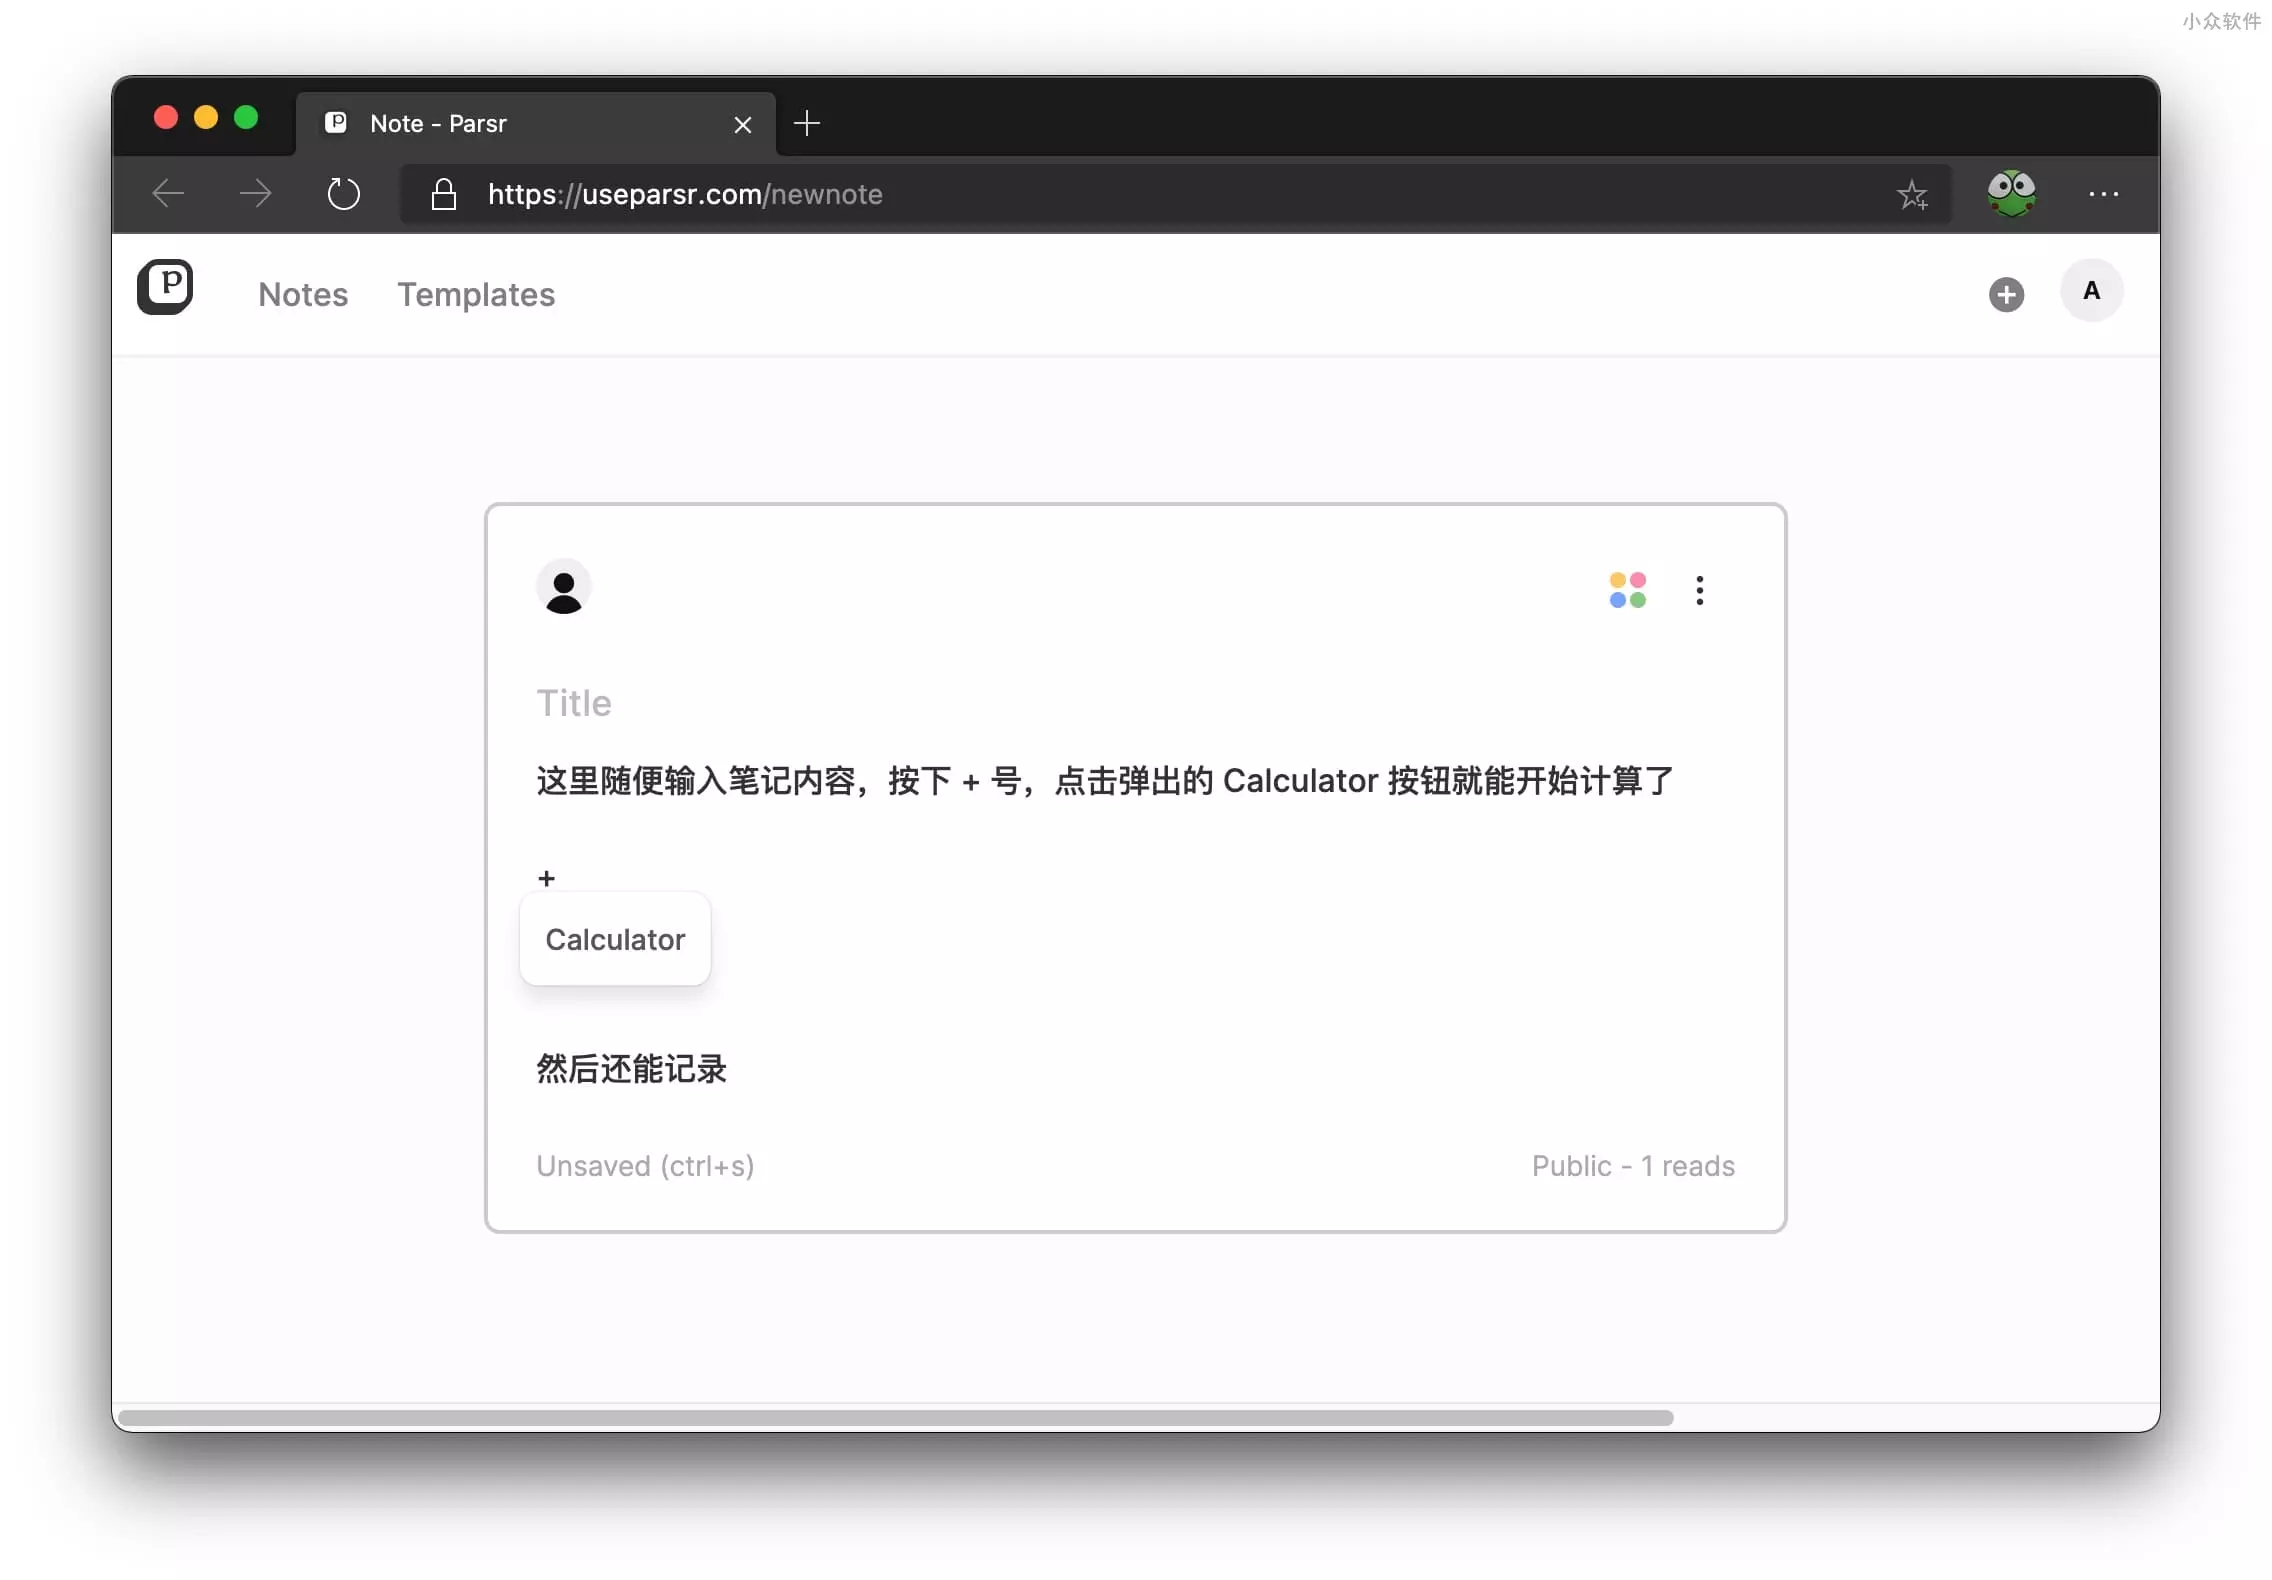 小众软件
Note - Parsr
https://useparsr.com/newnote
p
Notes
Templates
A
Title
这里随便输入笔记内容，按下 + 号，点击弹出的 Calculator 按钮就能开始计算了
+
Calculator
然后还能记录
Unsaved (ctrl+s)
Public - 1 reads